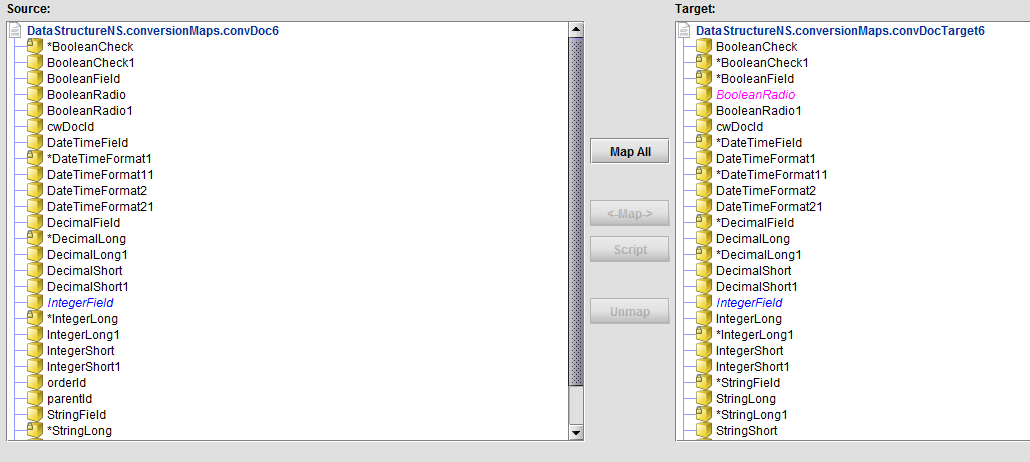 Source:
DataStructureNS.conversionMaps.convDoc6
*BooleanCheck
BooleanCheck1
BooleanField
BooleanRadio
BooleanRadio1
cwDocId
DateTimeField
*DateTimeFormat1
DateTimeFormat11
DateTimeFormat2
DateTimeFormat21
DecimalField
*DecimalLong
DecimalLong1
DecimalShort
DecimalShort1
IntegerField
*IntegerLong
IntegerLong1
IntegerShort
IntegerShort1
orderId
parentId
StringField
*StringLong
Map All
<-Map->
Script
Unmap
Target:
DataStructureNS.conversionMaps.convDocTarget6
BooleanCheck
*BooleanCheck1
*BooleanField
BooleanRadio
BooleanRadio1
cwDocId
*DateTimeField
DateTimeFormat1
*DateTimeFormat11
DateTimeFormat2
DateTimeFormat21
*DecimalField
DecimalLong
*DecimalLong1
DecimalShort
DecimalShort1
IntegerField
IntegerLong
*IntegerLong1
IntegerShort
IntegerShort1
*StringField
StringLong
*StringLong1
StringShort